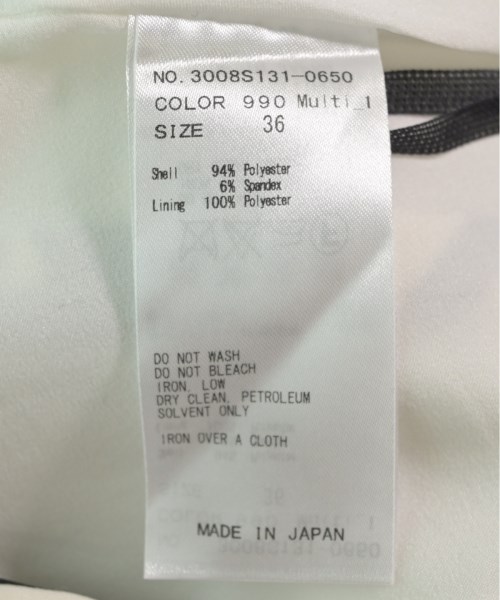 NO. 3008S131-0650
COLOR 990 Multi_1
SIZE 36
Shell 94% Polyester
6% Spandex
Lining 100% Polyester
DO NOT WASH
DO NOT BLEACH
IRON, LOW
DRY CLEAN, PETROLEUM
SOLVENT ONLY
IRON OVER A CLOTH
MADE IN JAPAN